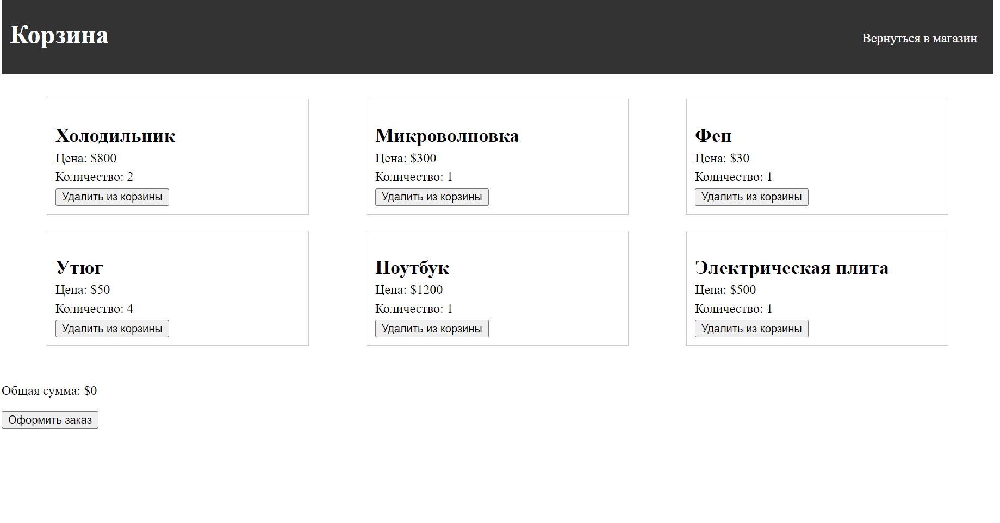 Корзина
Вернуться в магазин
Холодильник
Цена: $800
Количество: 2
Удалить из корзины
Микроволновка
Цена: $300
Количество: 1
Удалить из корзины
Фен
Цена: $30
Количество: 1
Удалить из корзины
Утюг
Цена: $50
Количество: 4
Удалить из корзины
Ноутбук
Цена: $1200
Количество: 1
Удалить из корзины
Электрическая плита
Цена: $500
Количество: 1
Удалить из корзины
Общая сумма: $0
Оформить заказ